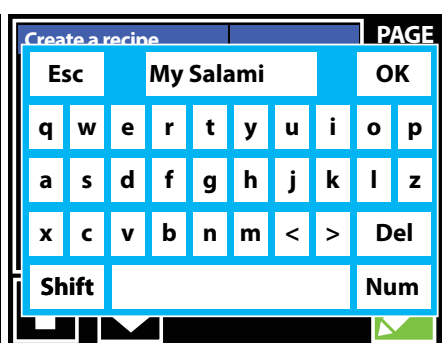 Create a recipe PAGE
Esc My Salami OK
q w e r t y u i o p
a s d f g h j k l z
x c v b n m < > Del
Shift Num